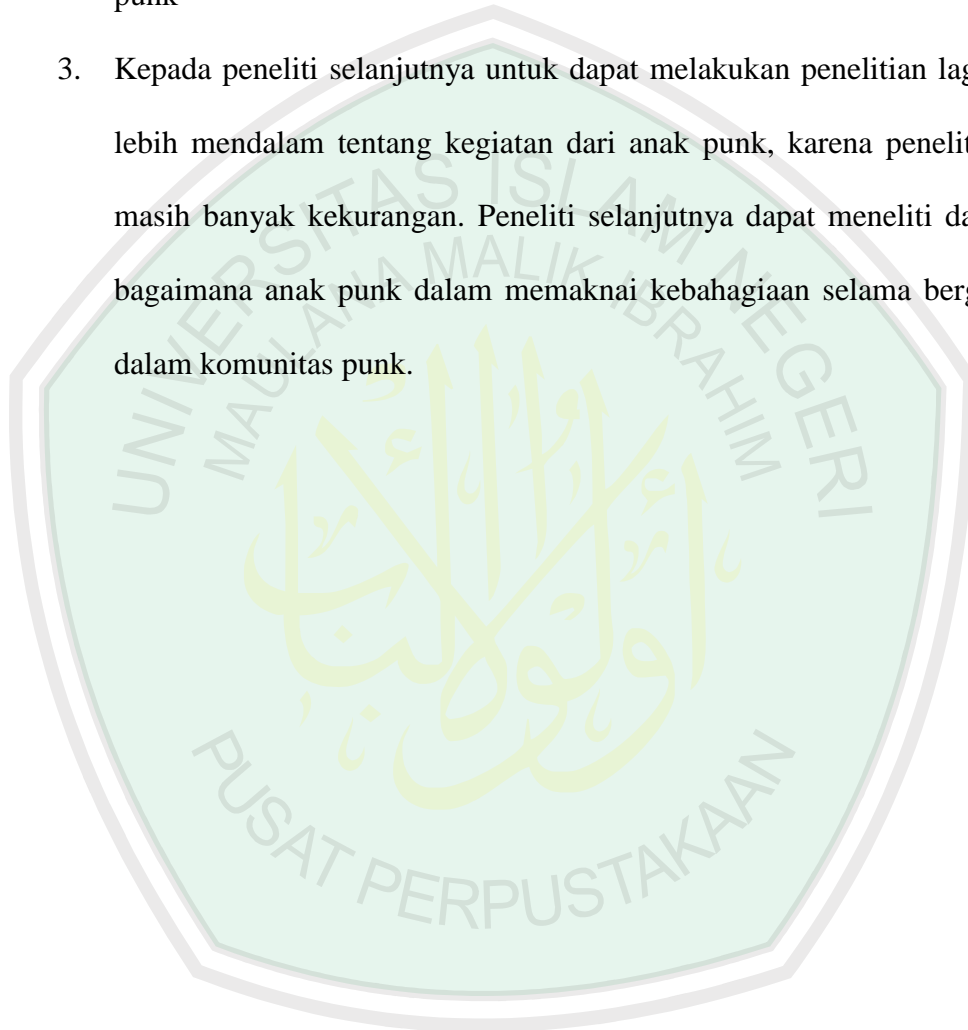 punk
3. Kepada peneliti selanjutnya untuk dapat melakukan penelitian lag
lebih mendalam tentang kegiatan dari anak punk, karena penelit
masih banyak kekurangan. Peneliti selanjutnya dapat meneliti da
bagaimana anak punk dalam memaknai kebahagiaan selama berg
dalam komunitas punk.
UNIVERSITAS ISLAM NEGERI
MAULANA MALIK IBRAHIM
PUSAT PERPUSTAKAAN